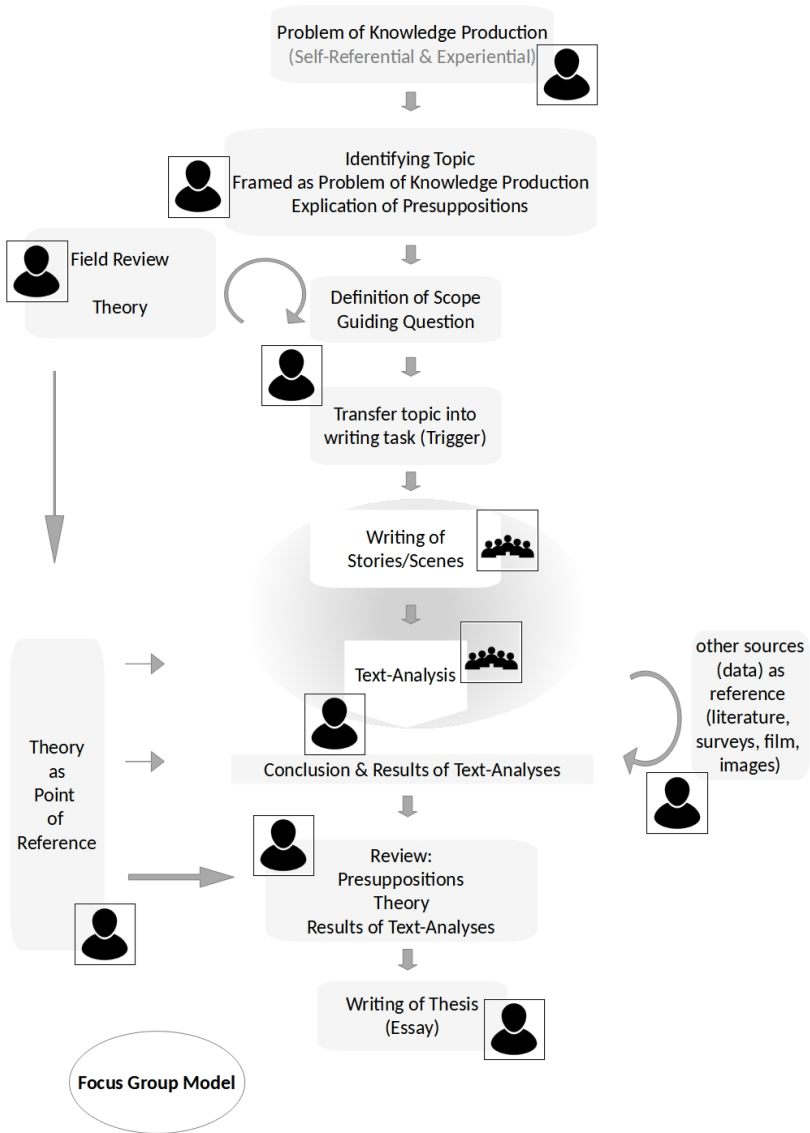 Problem of Knowledge Production
(Self-Referential & Experiential)
Identifying Topic
Framed as Problem of Knowledge Production
Explication of Presuppositions
Field Review
Theory
Definition of Scope
Guiding Question
Transfer topic into
writing task (Trigger)
Writing of
Stories/Scenes
Text-Analysis
other sources
(data) as
reference
(literature,
surveys, film,
images)
Theory
as
Point
of
Reference
Conclusion & Results of Text-Analyses
Review:
Presuppositions
Theory
Results of Text-Analyses
Writing of Thesis
(Essay)
Focus Group Model